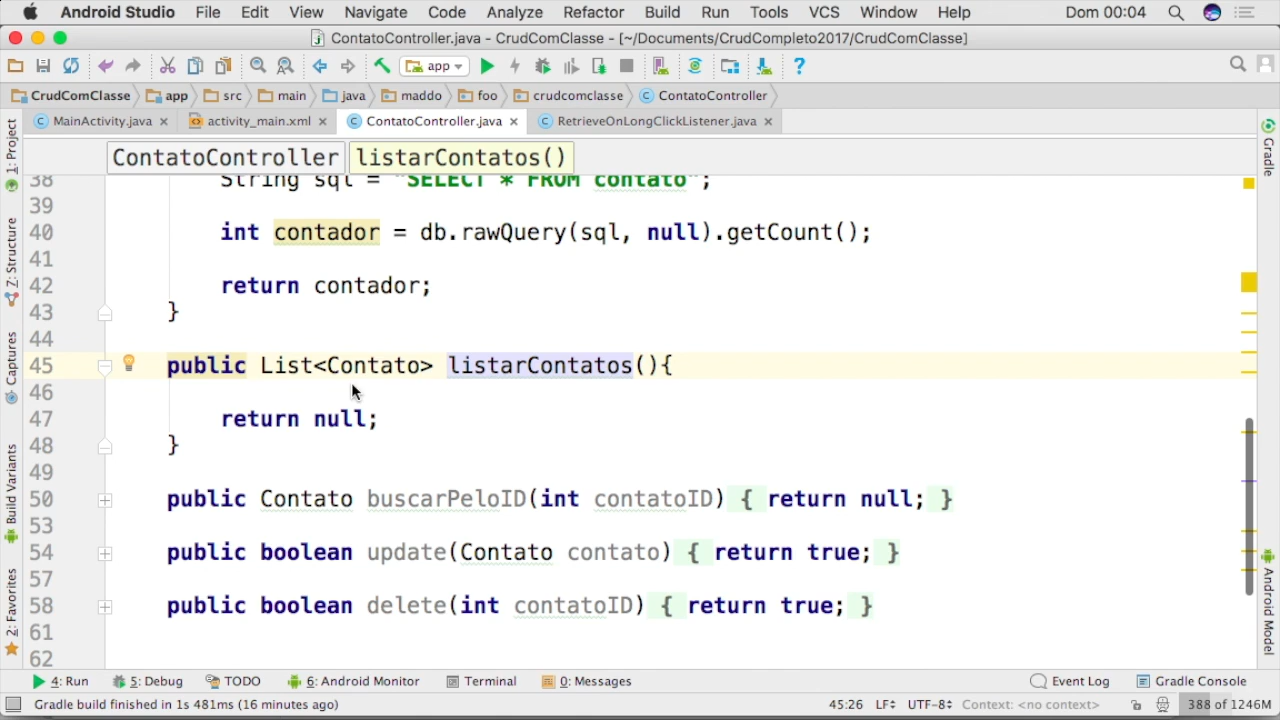 Android Studio File Edit View Navigate Code Analyze Refactor Build Run Tools VCS Window Help Dom 00:04
ContatoController.java - CrudComClasse - [~/Documents/CrudCompleto2017/CrudComClasse]
app
CrudComClasse app src main java maddo foo crudcomclasse ContatoController
MainActivity.java activity_main.xml ContatoController.java RetrieveOnLongClickListener.java
ContatoController listarContatos()
38 String sql = "SELECT * FROM contato";
39
40 int contador = db.rawQuery(sql, null).getCount();
41
42 return contador;
43 }
44
45 public List<Contato> listarContatos(){
46
47 return null;
48 }
49
50 public Contato buscarPeloID(int contatoID) { return null; }
53
54 public boolean update(Contato contato) { return true; }
57
58 public boolean delete(int contatoID) { return true; }
61
62
1: Project
Z: Structure
Captures
Build Variants
2: Favorites
Gradle
Android Model
4: Run 5: Debug TODO 6: Android Monitor Terminal 0: Messages Event Log Gradle Console
Gradle build finished in 1s 481ms (16 minutes ago) 45:26 LF UTF-8 Context: <no context> 388 of 1246M